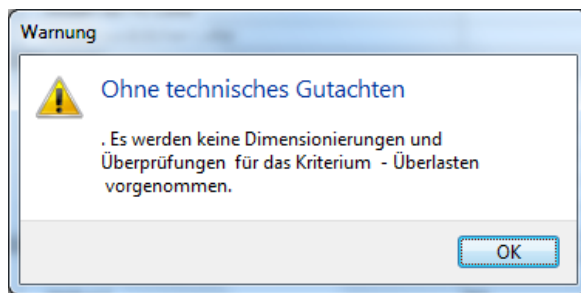 Warnung
Ohne technisches Gutachten
. Es werden keine Dimensionierungen und
Überprüfungen  für das Kriterium  - Überlasten
 vorgenommen.
OK